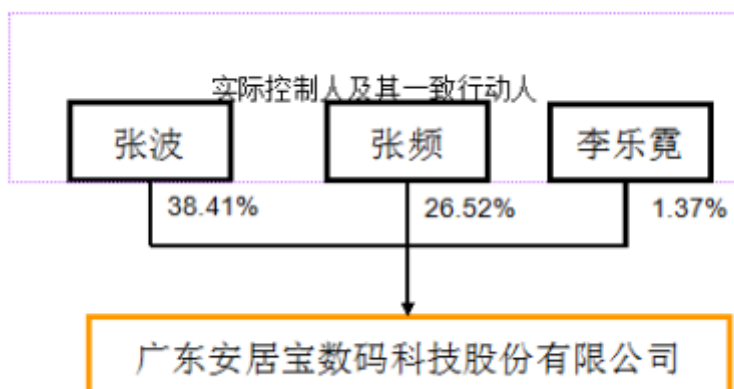 实际控制人及其一致行动人
张波
张频
李乐霓
38.41%
26.52%
1.37%
广东安居宝数码科技股份有限公司